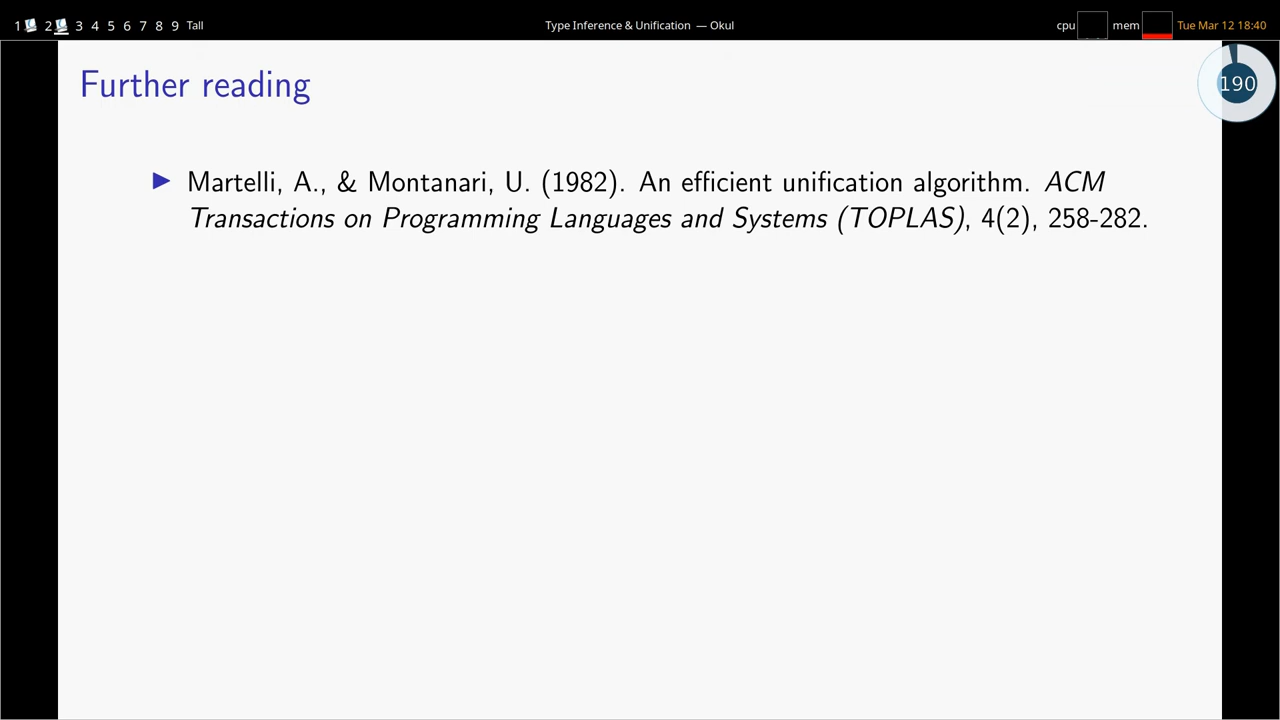 1 2 3 4 5 6 7 8 9 Tall
Type Inference & Unification — Okul
cpu mem Tue Mar 12 18:40
Further reading
190
▶ Martelli, A., & Montanari, U. (1982). An efficient unification algorithm. ACM
Transactions on Programming Languages and Systems (TOPLAS), 4(2), 258-282.